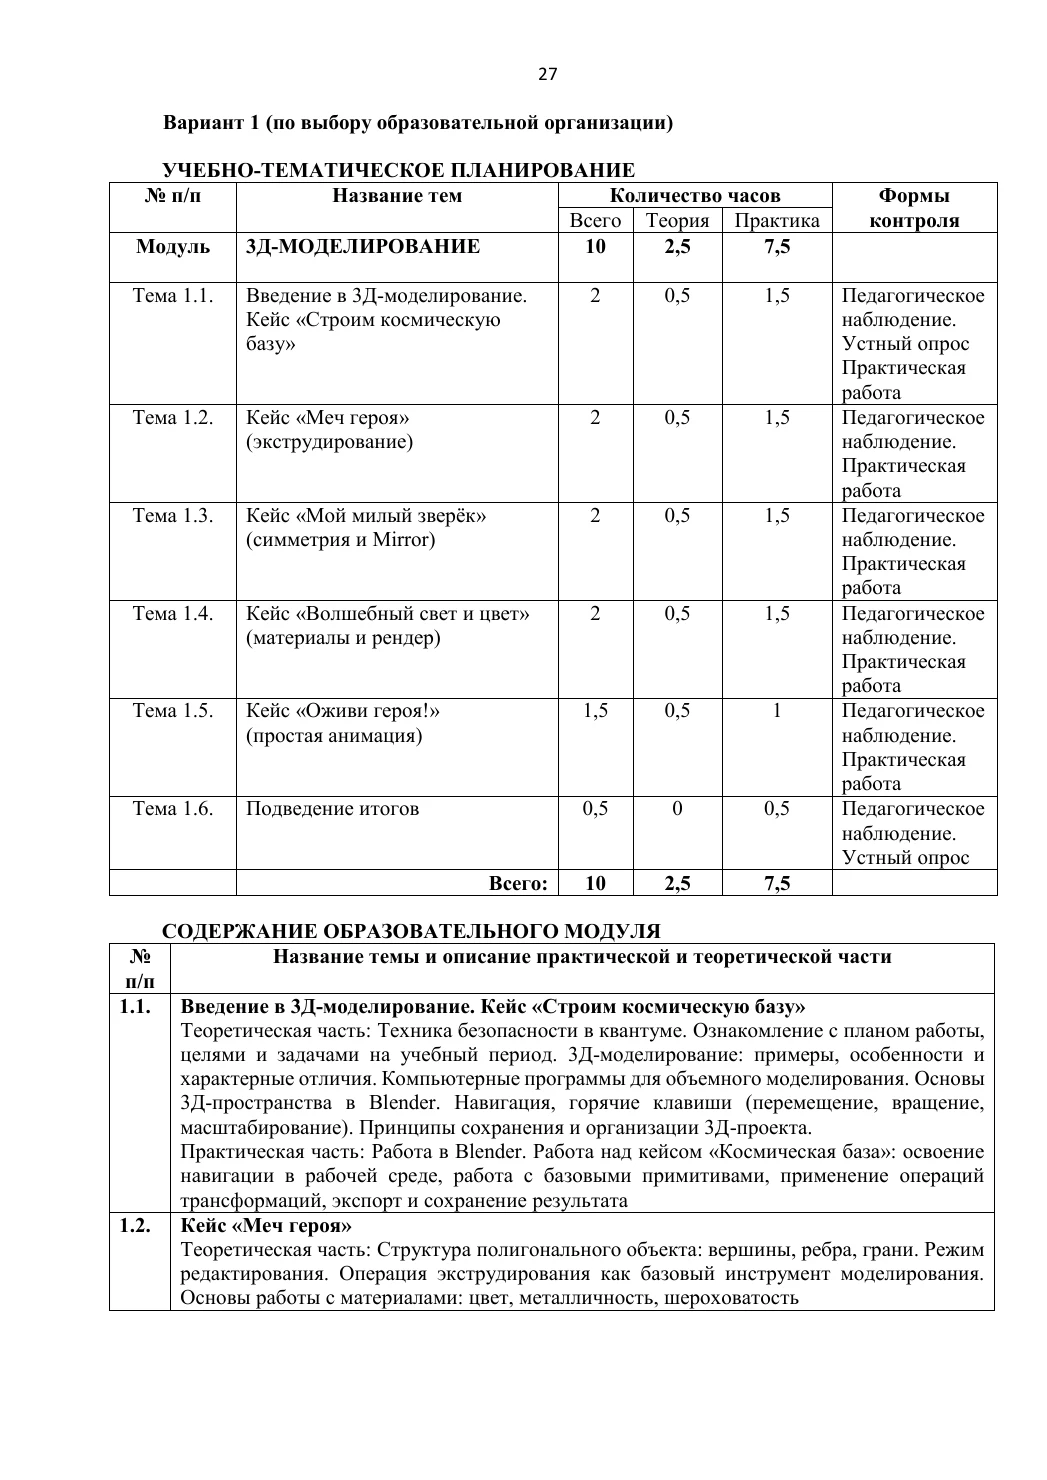 27
Вариант 1 (по выбору образовательной организации)
УЧЕБНО-ТЕМАТИЧЕСКОЕ ПЛАНИРОВАНИЕ
№ п/п Название тем Количество часов Формы
Всего Теория Практика контроля
Модуль 3Д-МОДЕЛИРОВАНИЕ 10 2,5 7,5
Тема 1.1. Введение в 3Д-моделирование. 2 0,5 1,5 Педагогическое
Кейс «Строим космическую наблюдение.
базу» Устный опрос
Практическая
работа
Тема 1.2. Кейс «Меч героя» 2 0,5 1,5 Педагогическое
(экструдирование) наблюдение.
Практическая
работа
Тема 1.3. Кейс «Мой милый зверёк» 2 0,5 1,5 Педагогическое
(симметрия и Mirror) наблюдение.
Практическая
работа
Тема 1.4. Кейс «Волшебный свет и цвет» 2 0,5 1,5 Педагогическое
(материалы и рендер) наблюдение.
Практическая
работа
Тема 1.5. Кейс «Оживи героя!» 1,5 0,5 1 Педагогическое
(простая анимация) наблюдение.
Практическая
работа
Тема 1.6. Подведение итогов 0,5 0 0,5 Педагогическое
наблюдение.
Устный опрос
Всего: 10 2,5 7,5
СОДЕРЖАНИЕ ОБРАЗОВАТЕЛЬНОГО МОДУЛЯ
№ Название темы и описание практической и теоретической части
п/п
1.1. Введение в 3Д-моделирование. Кейс «Строим космическую базу»
Теоретическая часть: Техника безопасности в квантуме. Ознакомление с планом работы,
целями и задачами на учебный период. 3Д-моделирование: примеры, особенности и
характерные отличия. Компьютерные программы для объемного моделирования. Основы
3Д-пространства в Blender. Навигация, горячие клавиши (перемещение, вращение,
масштабирование). Принципы сохранения и организации 3Д-проекта.
Практическая часть: Работа в Blender. Работа над кейсом «Космическая база»: освоение
навигации в рабочей среде, работа с базовыми примитивами, применение операций
трансформаций, экспорт и сохранение результата
1.2. Кейс «Меч героя»
Теоретическая часть: Структура полигонального объекта: вершины, ребра, грани. Режим
редактирования. Операция экструдирования как базовый инструмент моделирования.
Основы работы с материалами: цвет, металличность, шероховатость